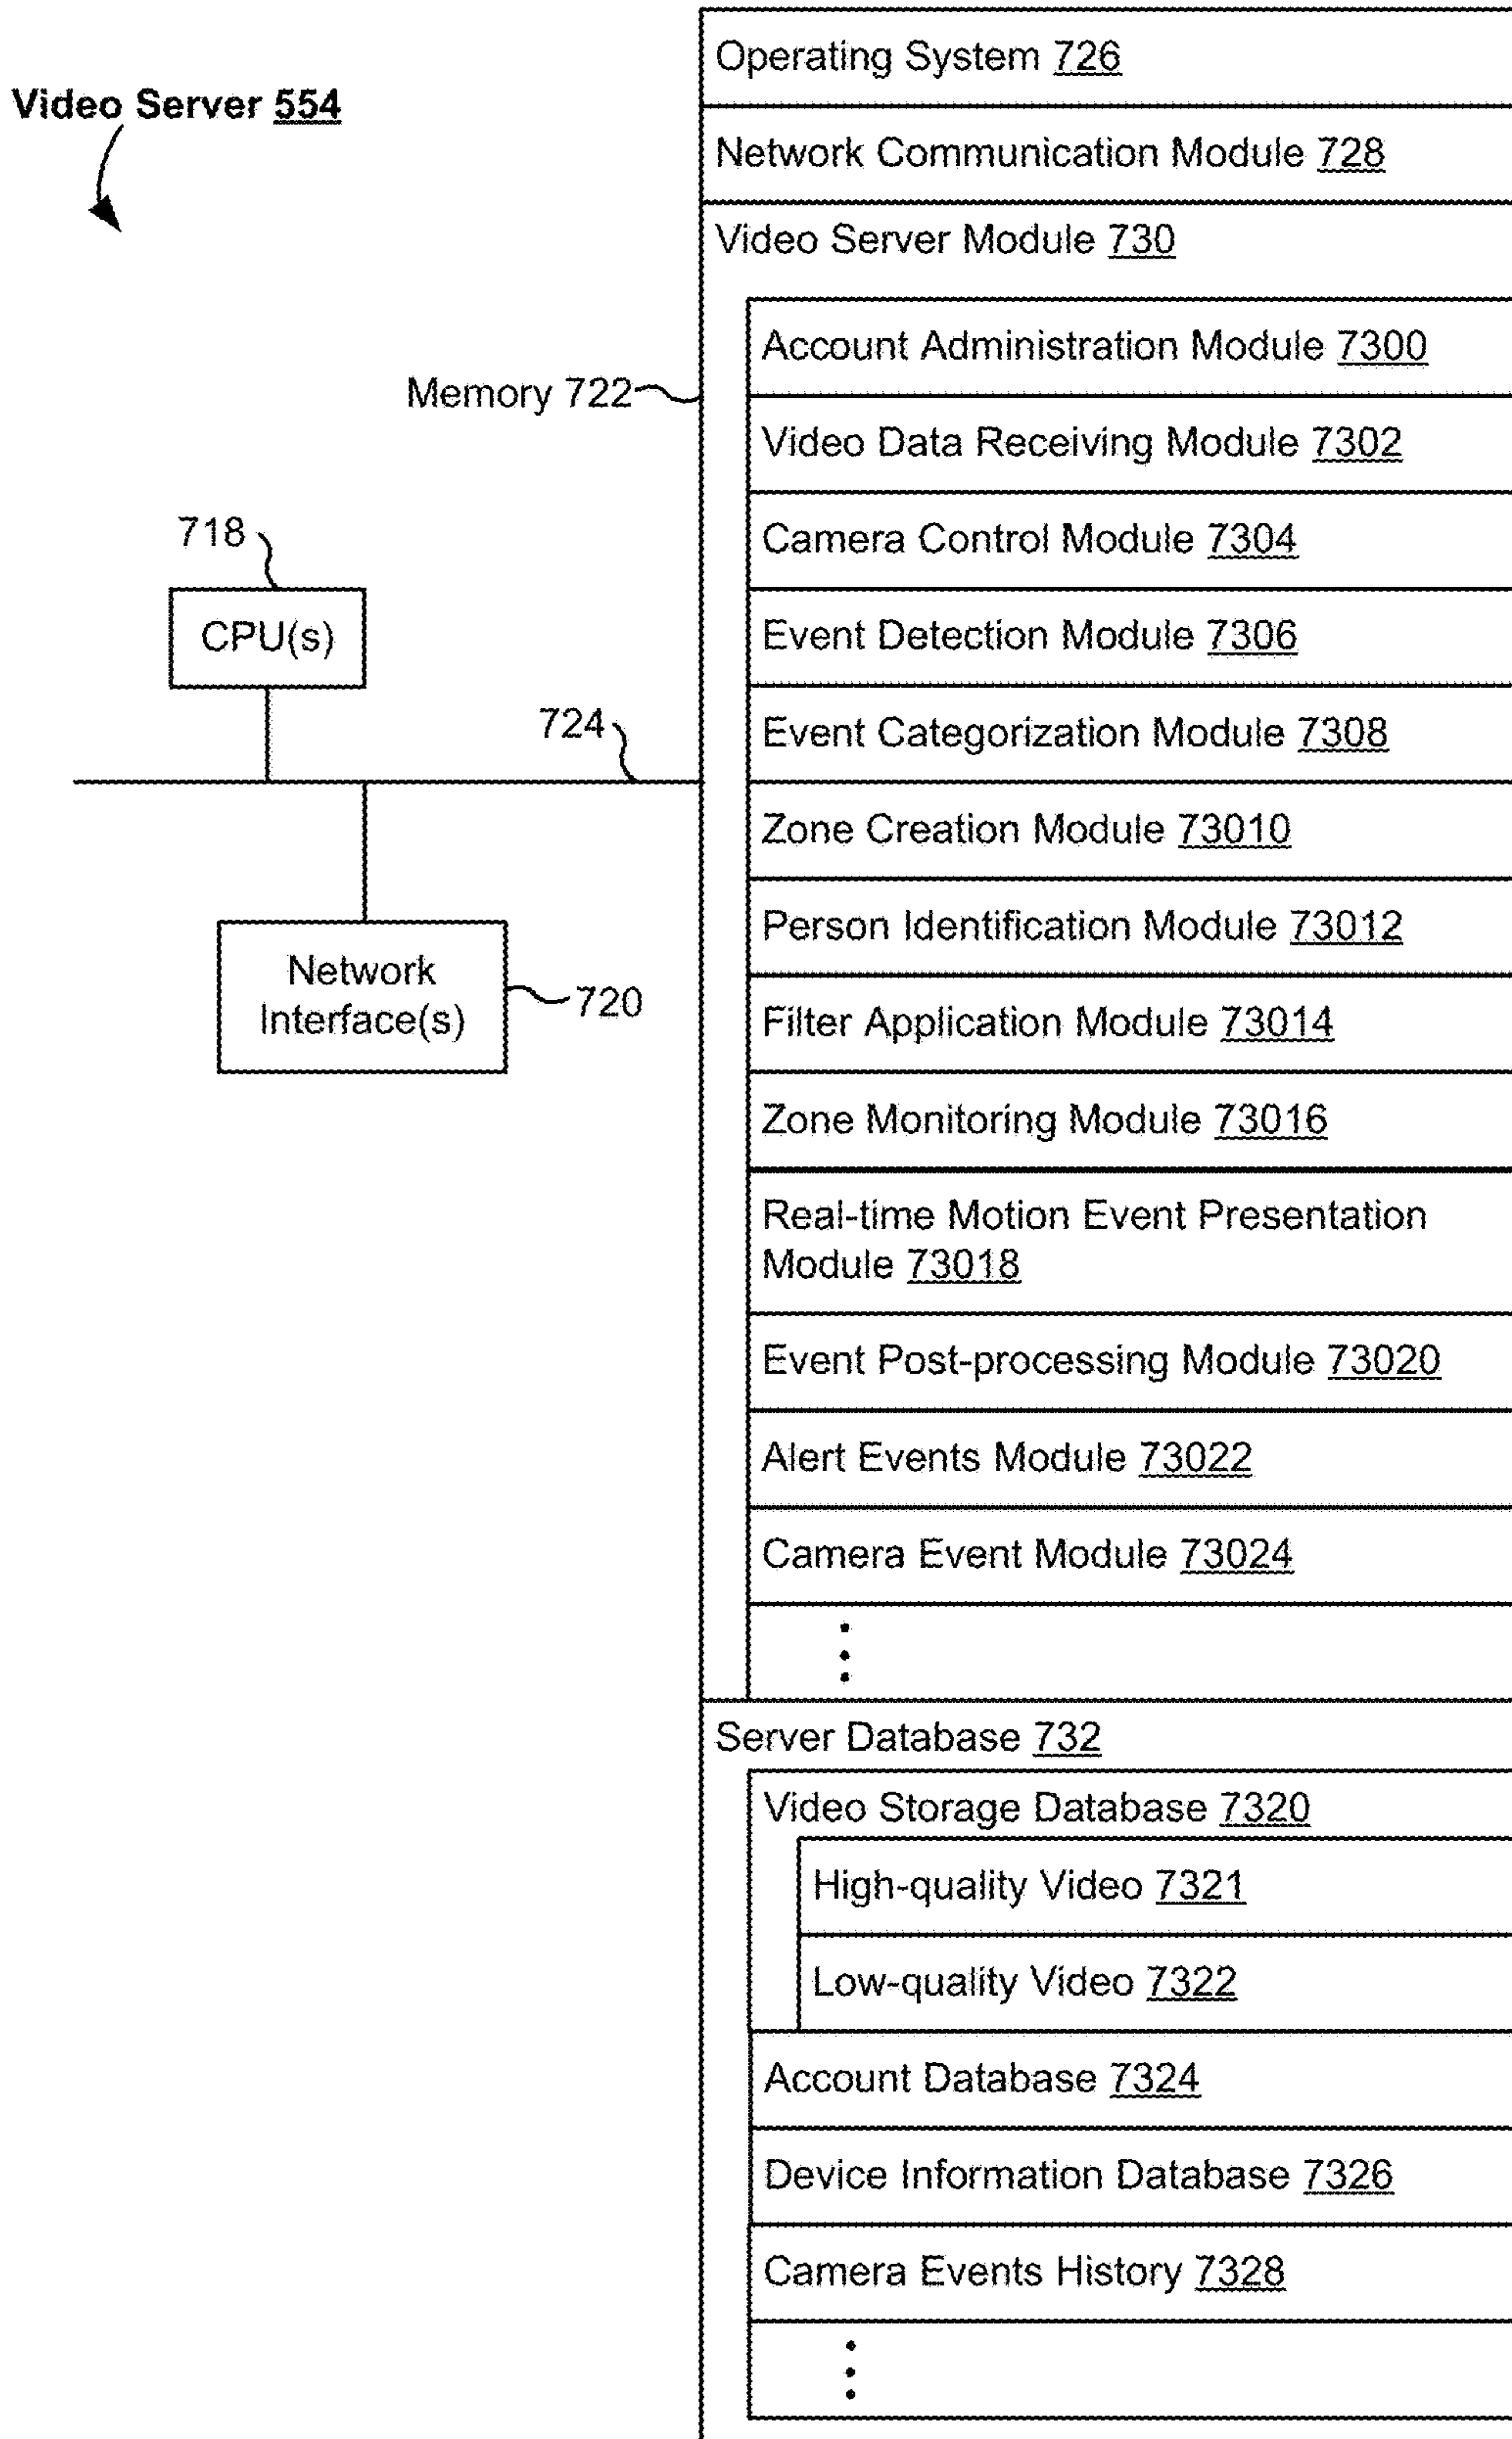 Video Server 554
Operating System 726
Network Communication Module 728
Video Server Module 730
Account Administration Module 7300
Memory 722
Video Data Receiving Module 7302
718
Camera Control Module 7304
CPU(s)
Event Detection Module 7306
724
Event Categorization Module 7308
Zone Creation Module 73010
Person Identification Module 73012
Network
Interface(s)
720
Filter Application Module 73014
Zone Monitoring Module 73016
Real-time Motion Event Presentation
Module 73018
Event Post-processing Module 73020
Alert Events Module 73022
Camera Event Module 73024
Server Database 732
Video Storage Database 7320
High-quality Video 7321
Low-quality Video 7322
Account Database 7324
Device Information Database 7326
Camera Events History 7328